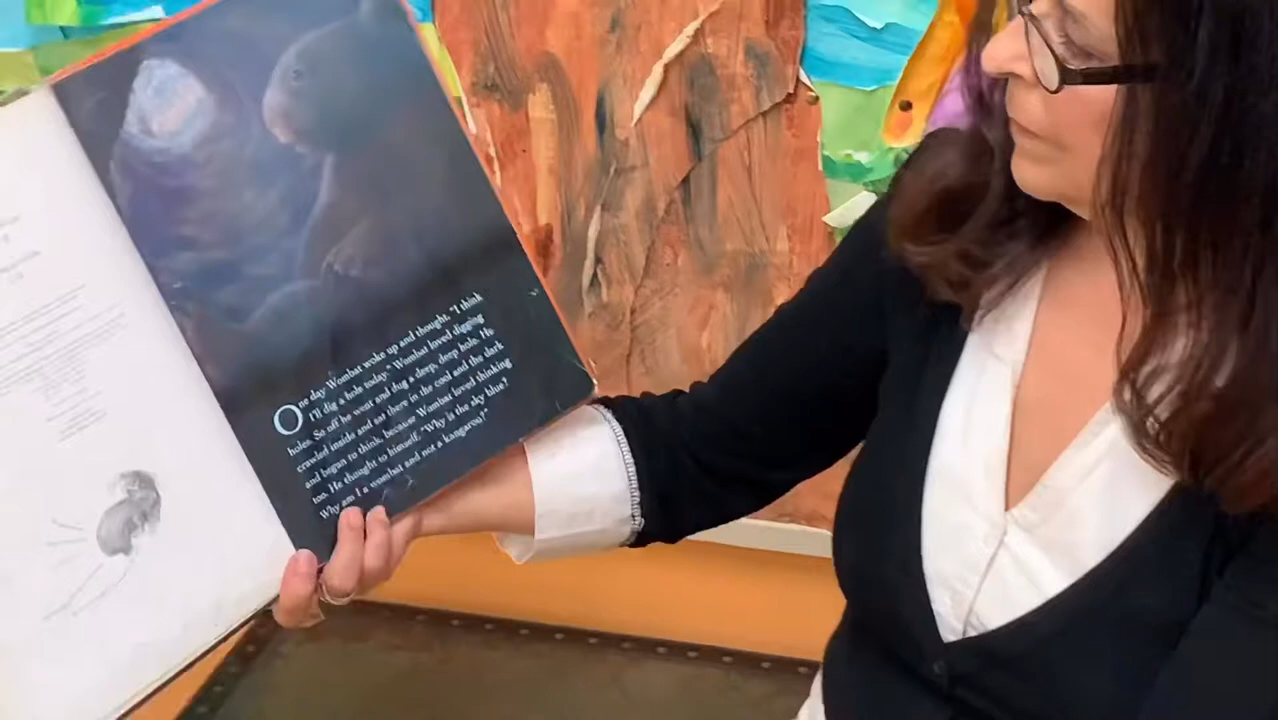 One day Wombat woke up and thought, "I think
I'll dig a hole today." Wombat loved digging
holes. So off he went and dug a deep, deep hole. He
crawled inside and sat there in the cool and the dark
and began to think, because Wombat loved thinking
too. He thought to himself, "Why is the sky blue?
Why am I a wombat and not a kangaroo?"